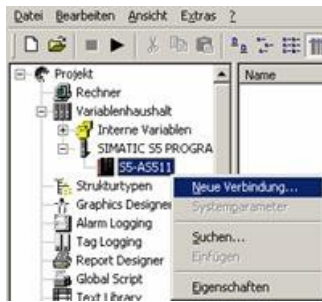 Datei Bearbeiten Ansicht Extras ?
Name
Projekt
Rechner
Variablenhaushalt
Interne Variablen
SIMATIC S5 PROGRA
S5-AS511
Strukturtypen
Graphics Designer
Alarm Logging
Tag Logging
Report Designer
Global Script
Text Library
Neue Verbindung...
Systemparameter
Suchen...
Einfügen
Eigenschaften